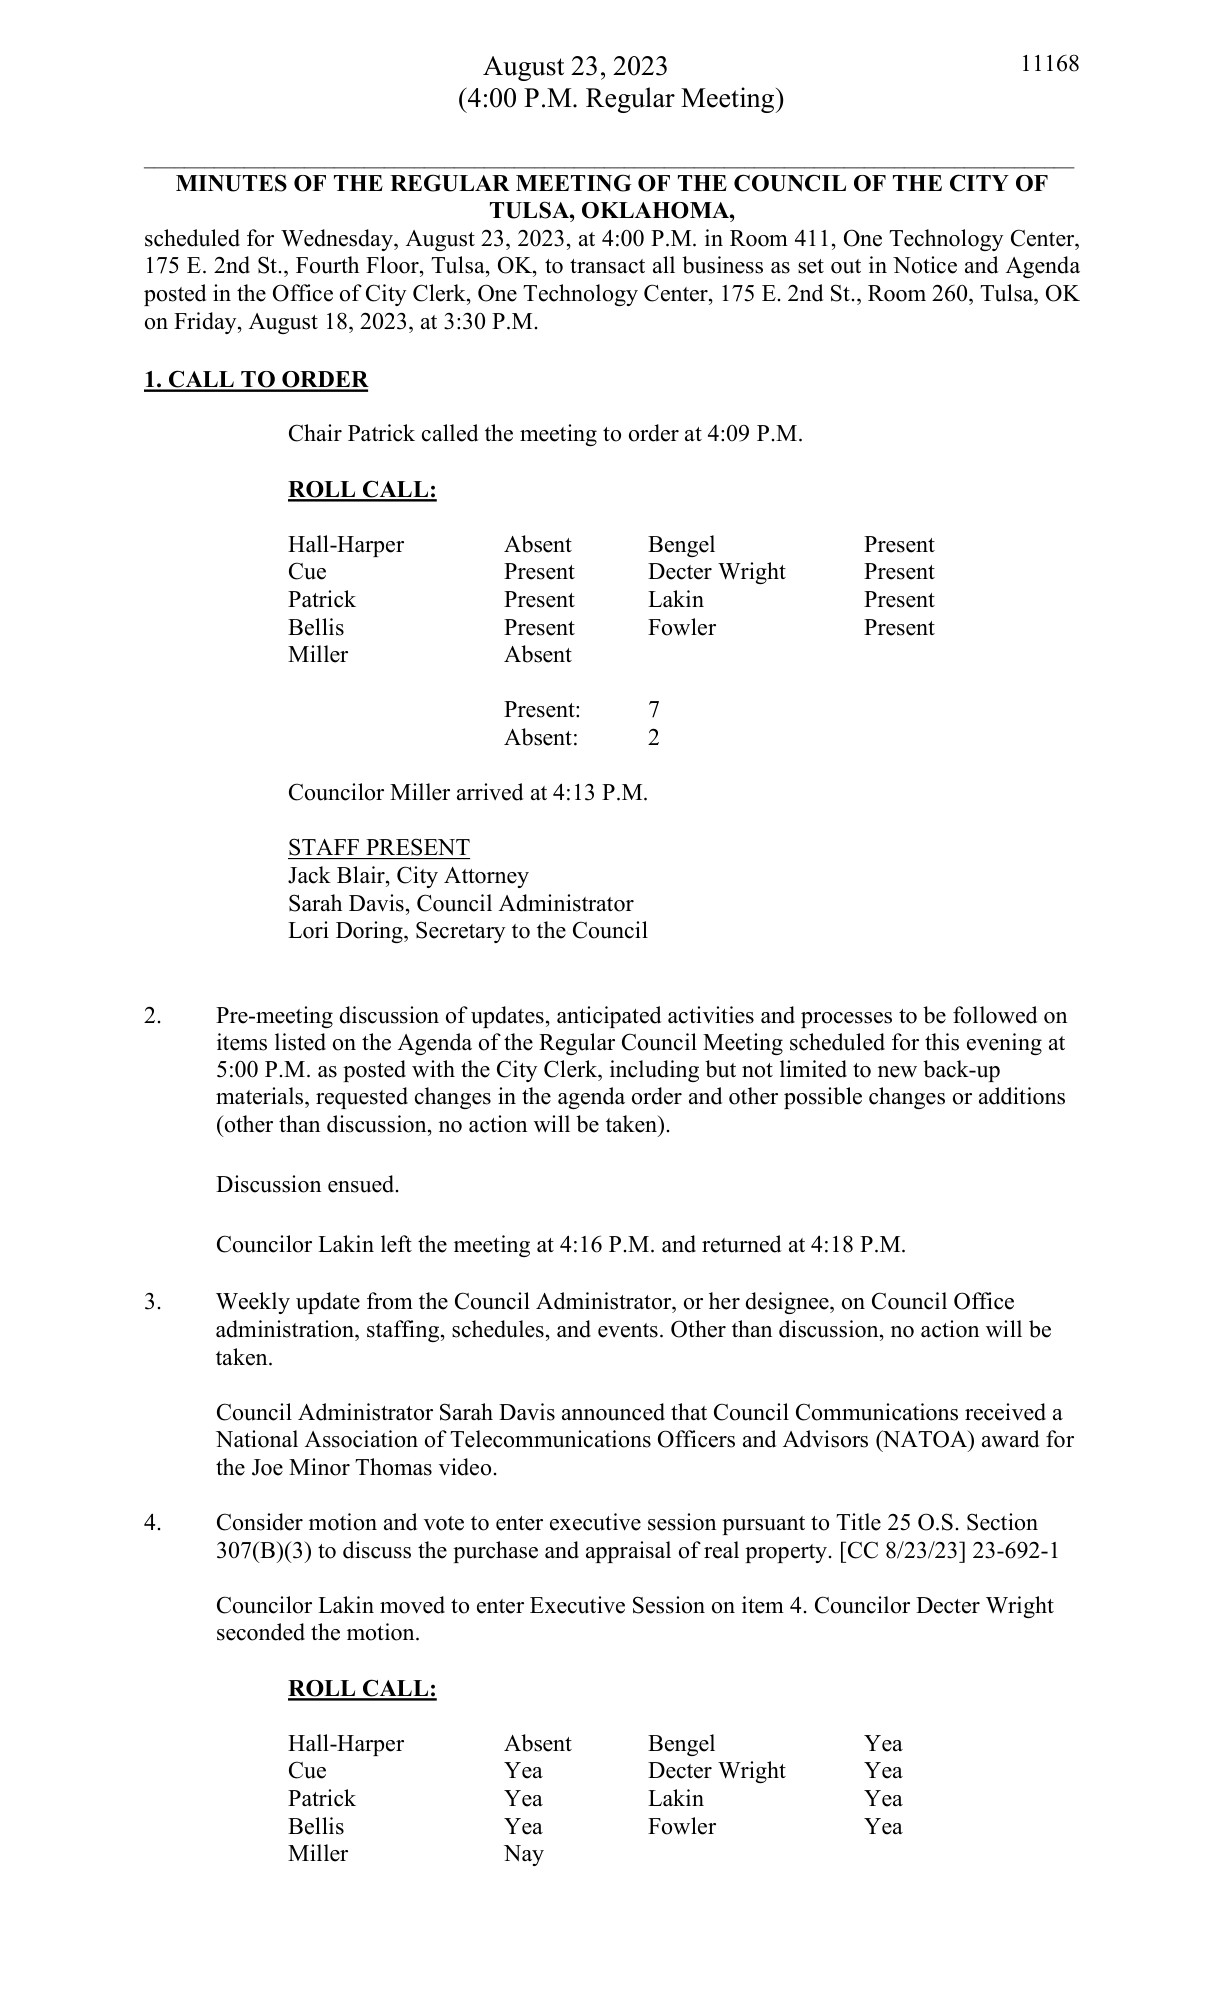 August 23, 2023
11168
(4:00 P.M. Regular Meeting)
MINUTES OF THE REGULAR MEETING OF THE COUNCIL OF THE CITY OF
TULSA, OKLAHOMA,
scheduled for Wednesday, August 23, 2023, at 4:00 P.M. in Room 411, One Technology Center,
175 E. 2nd St., Fourth Floor, Tulsa, OK, to transact all business as set out in Notice and Agenda
posted in the Office of City Clerk, One Technology Center, 175 E. 2nd St., Room 260, Tulsa, OK
on Friday, August 18, 2023, at 3:30 P.M.
1. CALL TO ORDER
Chair Patrick called the meeting to order at 4:09 P.M.
ROLL CALL:
Hall-Harper Absent Bengel Present
Cue Present Decter Wright Present
Patrick Present Lakin Present
Bellis Present Fowler Present
Miller Absent
Present: 7
Absent: 2
Councilor Miller arrived at 4:13 P.M.
STAFF PRESENT
Jack Blair, City Attorney
Sarah Davis, Council Administrator
Lori Doring, Secretary to the Council
2. Pre-meeting discussion of updates, anticipated activities and processes to be followed on
items listed on the Agenda of the Regular Council Meeting scheduled for this evening at
5:00 P.M. as posted with the City Clerk, including but not limited to new back-up
materials, requested changes in the agenda order and other possible changes or additions
(other than discussion, no action will be taken).
Discussion ensued.
Councilor Lakin left the meeting at 4:16 P.M. and returned at 4:18 P.M.
3. Weekly update from the Council Administrator, or her designee, on Council Office
administration, staffing, schedules, and events. Other than discussion, no action will be
taken.
Council Administrator Sarah Davis announced that Council Communications received a
National Association of Telecommunications Officers and Advisors (NATOA) award for
the Joe Minor Thomas video.
4. Consider motion and vote to enter executive session pursuant to Title 25 O.S. Section
307(B)(3) to discuss the purchase and appraisal of real property. [CC 8/23/23] 23-692-1
Councilor Lakin moved to enter Executive Session on item 4. Councilor Decter Wright
seconded the motion.
ROLL CALL:
Hall-Harper Absent Bengel Yea
Cue Yea Decter Wright Yea
Patrick Yea Lakin Yea
Bellis Yea Fowler Yea
Miller Nay